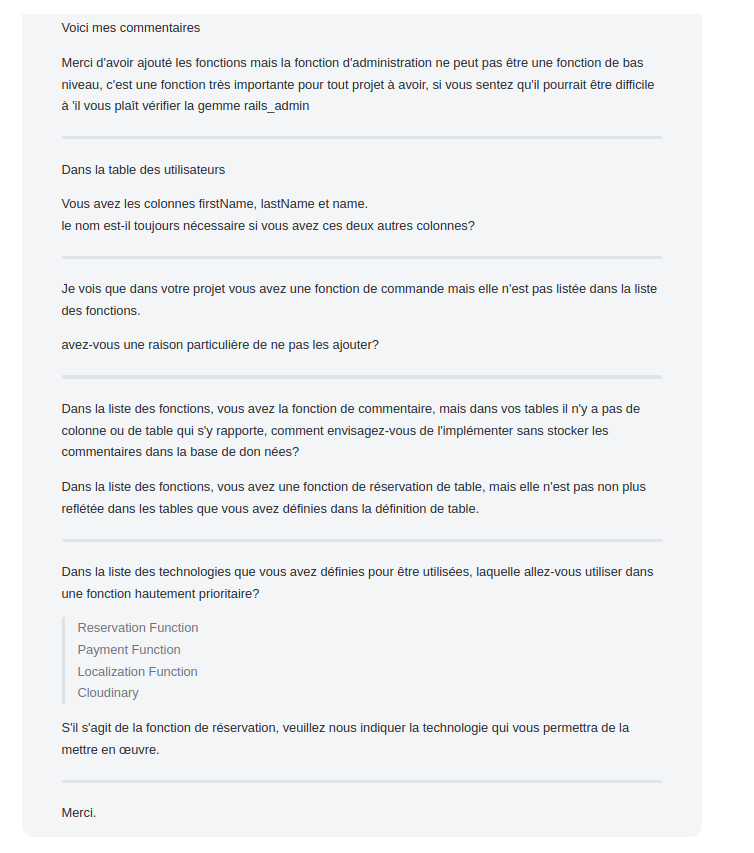 Voici mes commentaires
Merci d'avoir ajouté les fonctions mais la fonction d'administration ne peut pas être une fonction de bas
niveau, c'est une fonction très importante pour tout projet à avoir, si vous sentez qu'il pourrait être difficile
à 'il vous plaît vérifier la gemme rails_admin
Dans la table des utilisateurs
Vous avez les colonnes firstName, lastName et name.
le nom est-il toujours nécessaire si vous avez ces deux autres colonnes?
Je vois que dans votre projet vous avez une fonction de commande mais elle n'est pas listée dans la liste
des fonctions.
avez-vous une raison particulière de ne pas les ajouter?
Dans la liste des fonctions, vous avez la fonction de commentaire, mais dans vos tables il n'y a pas de
colonne ou de table qui s'y rapporte, comment envisagez-vous de l'implémenter sans stocker les
commentaires dans la base de don nées?
Dans la liste des fonctions, vous avez une fonction de réservation de table, mais elle n'est pas non plus
reflétée dans les tables que vous avez définies dans la définition de table.
Dans la liste des technologies que vous avez définies pour être utilisées, laquelle allez-vous utiliser dans
une fonction hautement prioritaire?
Reservation Function
Payment Function
Localization Function
Cloudinary
S'il s'agit de la fonction de réservation, veuillez nous indiquer la technologie qui vous permettra de la
mettre en œuvre.
Merci.